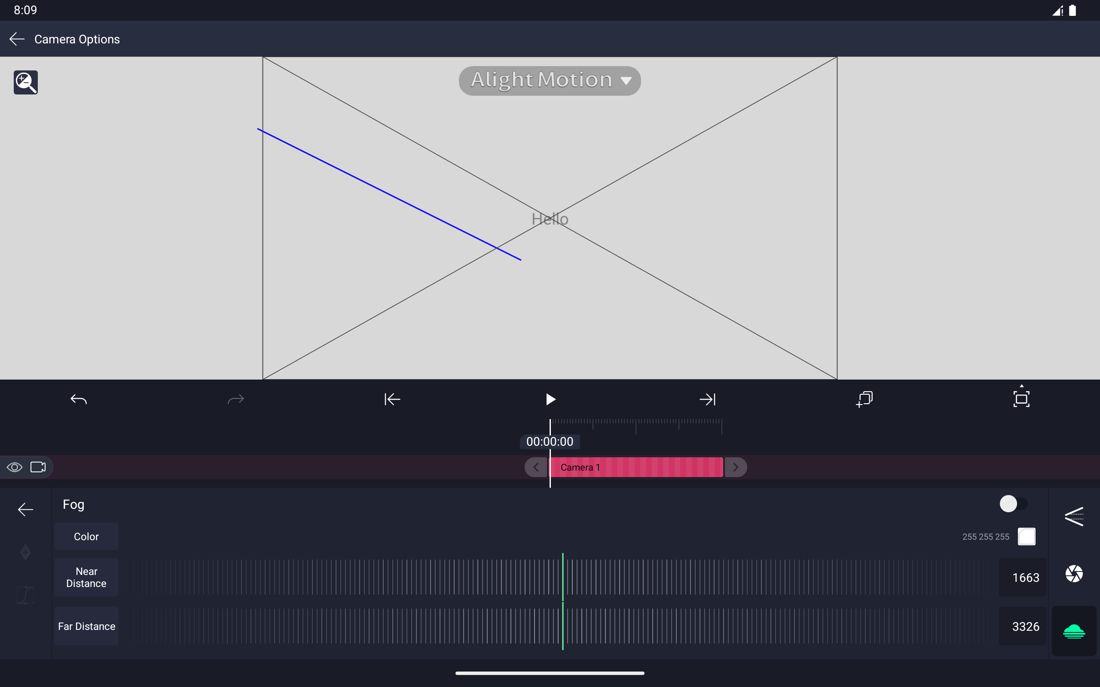 8:09
Camera Options
Alight Motion
Hello
00:00:00
Camera 1
Fog
Color
255 255 255
Near
Distance
1663
Far Distance
3326